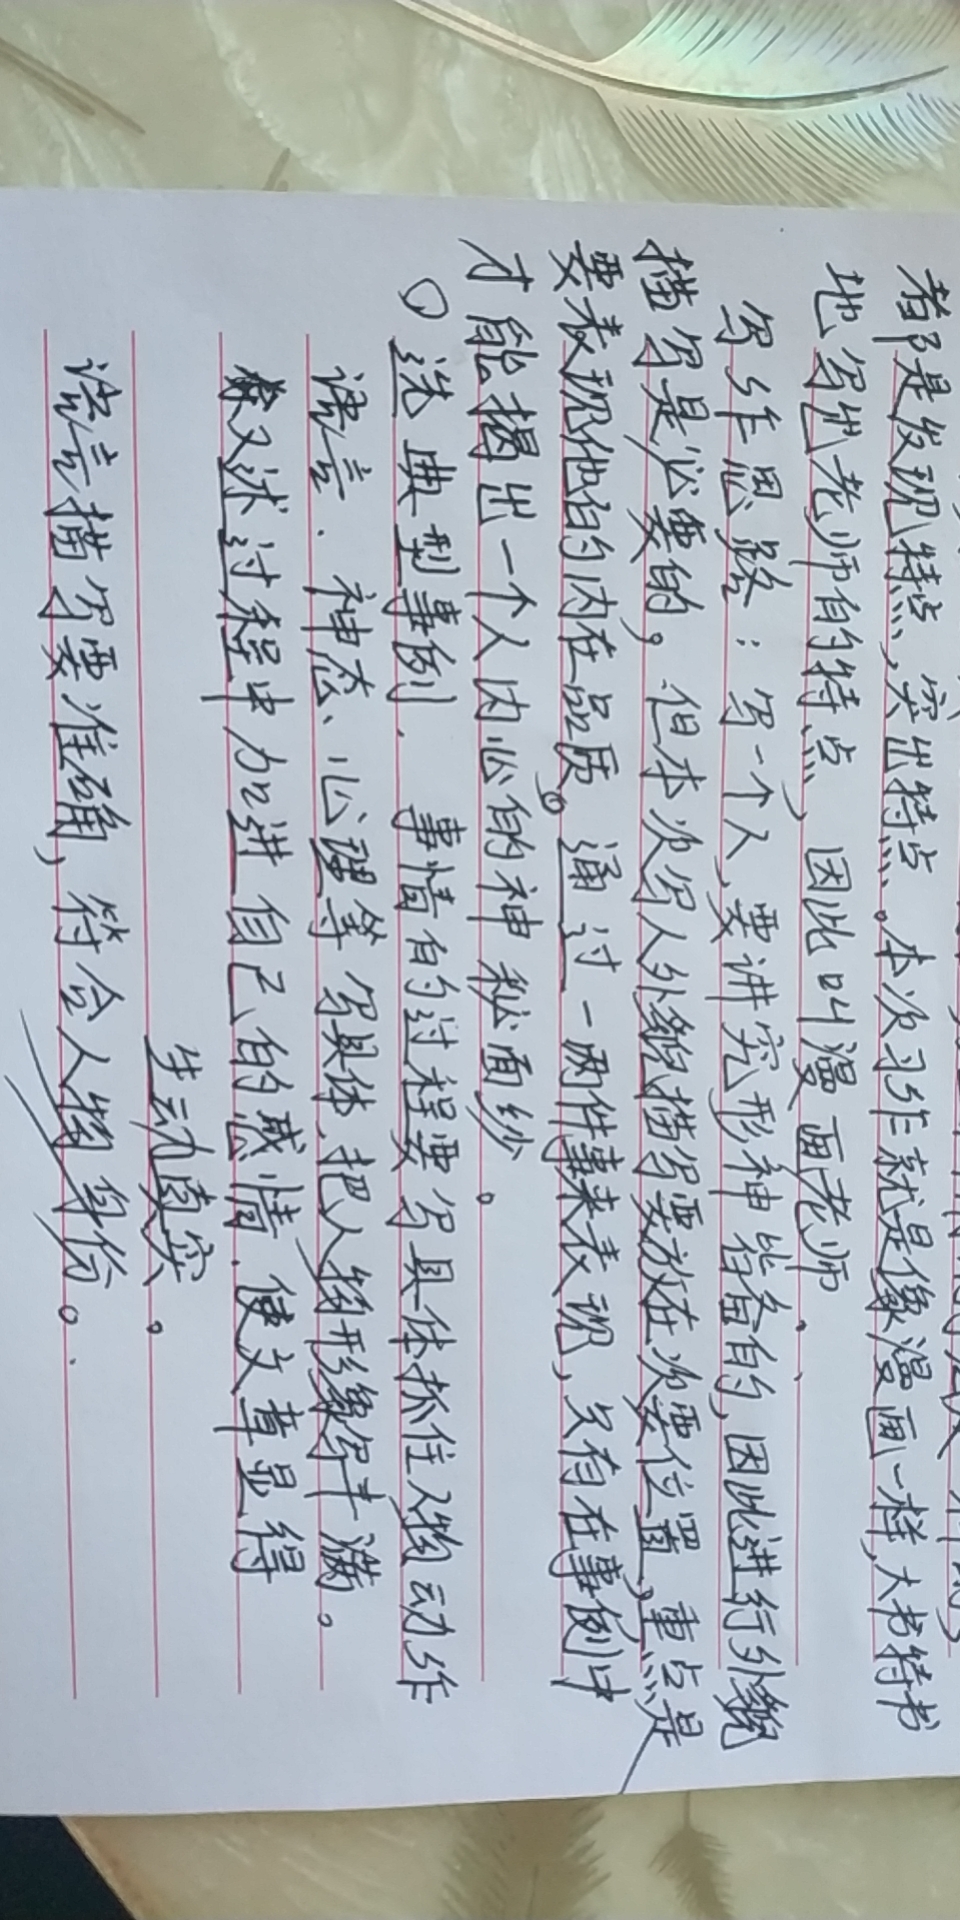 者都是发现特点,突出特点。本次习作就是像漫画一样,大书特书
地写出老师的特点,因此叫漫画老师。
写作思路:写一个人,要讲究形神皆备的,因此进行外貌
描写是必要的。但本次写人外貌描写要放在次要位置,重点是
要表现他的内在品质。通过一两件事来表现,只有在事例中
才能揭出一个人内心的神秘面纱。
选典型事例.事情的过程要写具体抓住人物动作
语言.神态、心理等写具体,把人物形象写丰满。
叙述过程中加进自己的感情.使文章显得
生动真实。
语言描写要准确,符合人物身份。